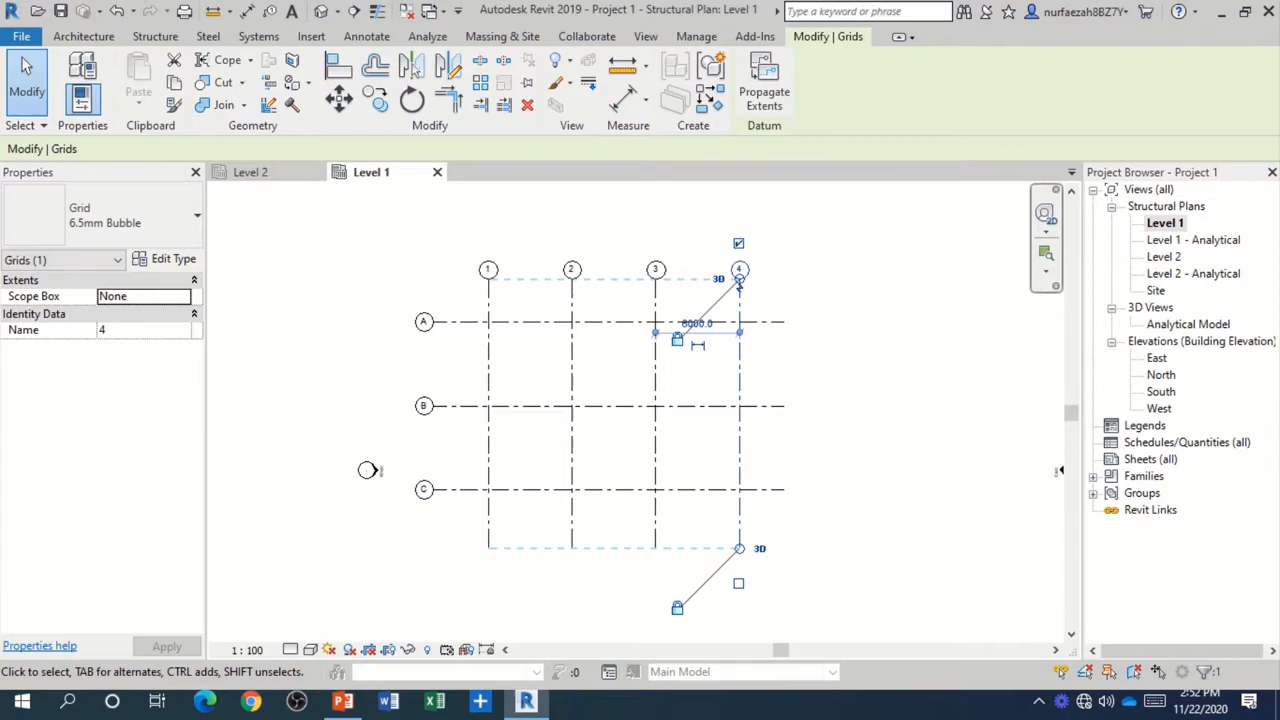 Autodesk Revit 2019 - Project 1 - Structural Plan: Level 1
Type a keyword or phrase
nurfaezah8BZ7Y
File
Architecture
Structure
Steel
Systems
Insert
Annotate
Analyze
Massing & Site
Collaborate
View
Manage
Add-Ins
Modify | Grids
Modify
Paste
Cope
Cut
Join
Propagate
Extents
Select
Properties
Clipboard
Geometry
Modify
View
Measure
Create
Datum
Modify | Grids
Properties
Level 2
Level 1
Project Browser - Project 1
Grid
6.5mm Bubble
Grids (1)
Edit Type
Extents
Scope Box
None
Identity Data
Name
4
Properties help
Apply
1
2
3
4
3D
A
6000.0
B
C
3D
2D
Views (all)
Structural Plans
Level 1
Level 1 - Analytical
Level 2
Level 2 - Analytical
Site
3D Views
Analytical Model
Elevations (Building Elevation)
East
North
South
West
Legends
Schedules/Quantities (all)
Sheets (all)
Families
Groups
Revit Links
1 : 100
Click to select, TAB for alternates, CTRL adds, SHIFT unselects.
:0
Main Model
:1
2:52 PM
11/22/2020